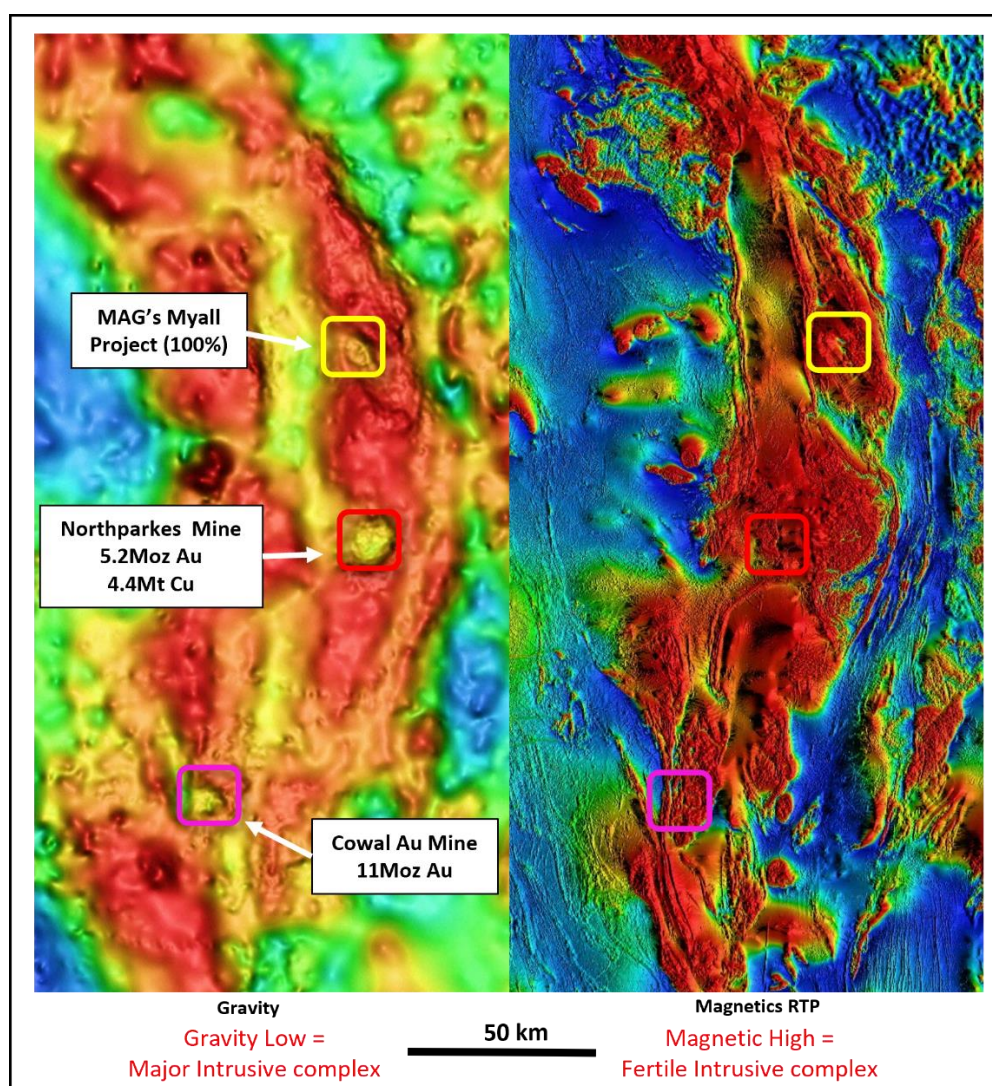 MAG's Myall
Project (100%)
Northparkes Mine
5.2Moz Au
4.4Mt Cu
Cowal Au Mine
11Moz Au
Gravity
Gravity Low =
Major Intrusive complex
50 km
Magnetics RTP
Magnetic High =
Fertile Intrusive complex